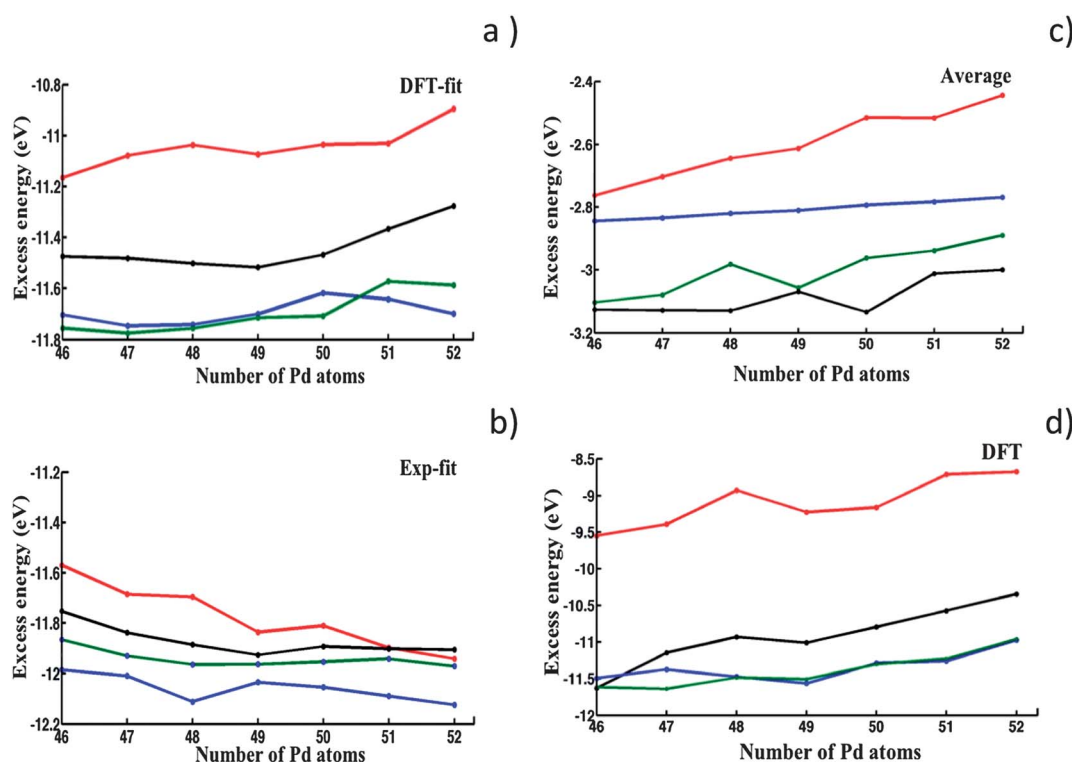 a )
DFT-fit
-10.8
-11
-11.2
-11.4
-11.6
-11.8
Excess energy (eV)
46 47 48 49 50 51 52
Number of Pd atoms
c)
Average
-2.4
-2.6
-2.8
-3
-3.2
Excess energy (eV)
46 47 48 49 50 51 52
Number of Pd atoms
b)
Exp-fit
-11.2
-11.4
-11.6
-11.8
-12
-12.2
Excess energy (eV)
46 47 48 49 50 51 52
Number of Pd atoms
d)
DFT
-8.5
-9
-9.5
-10
-10.5
-11
-11.5
-12
Excess energy (eV)
46 47 48 49 50 51 52
Number of Pd atoms